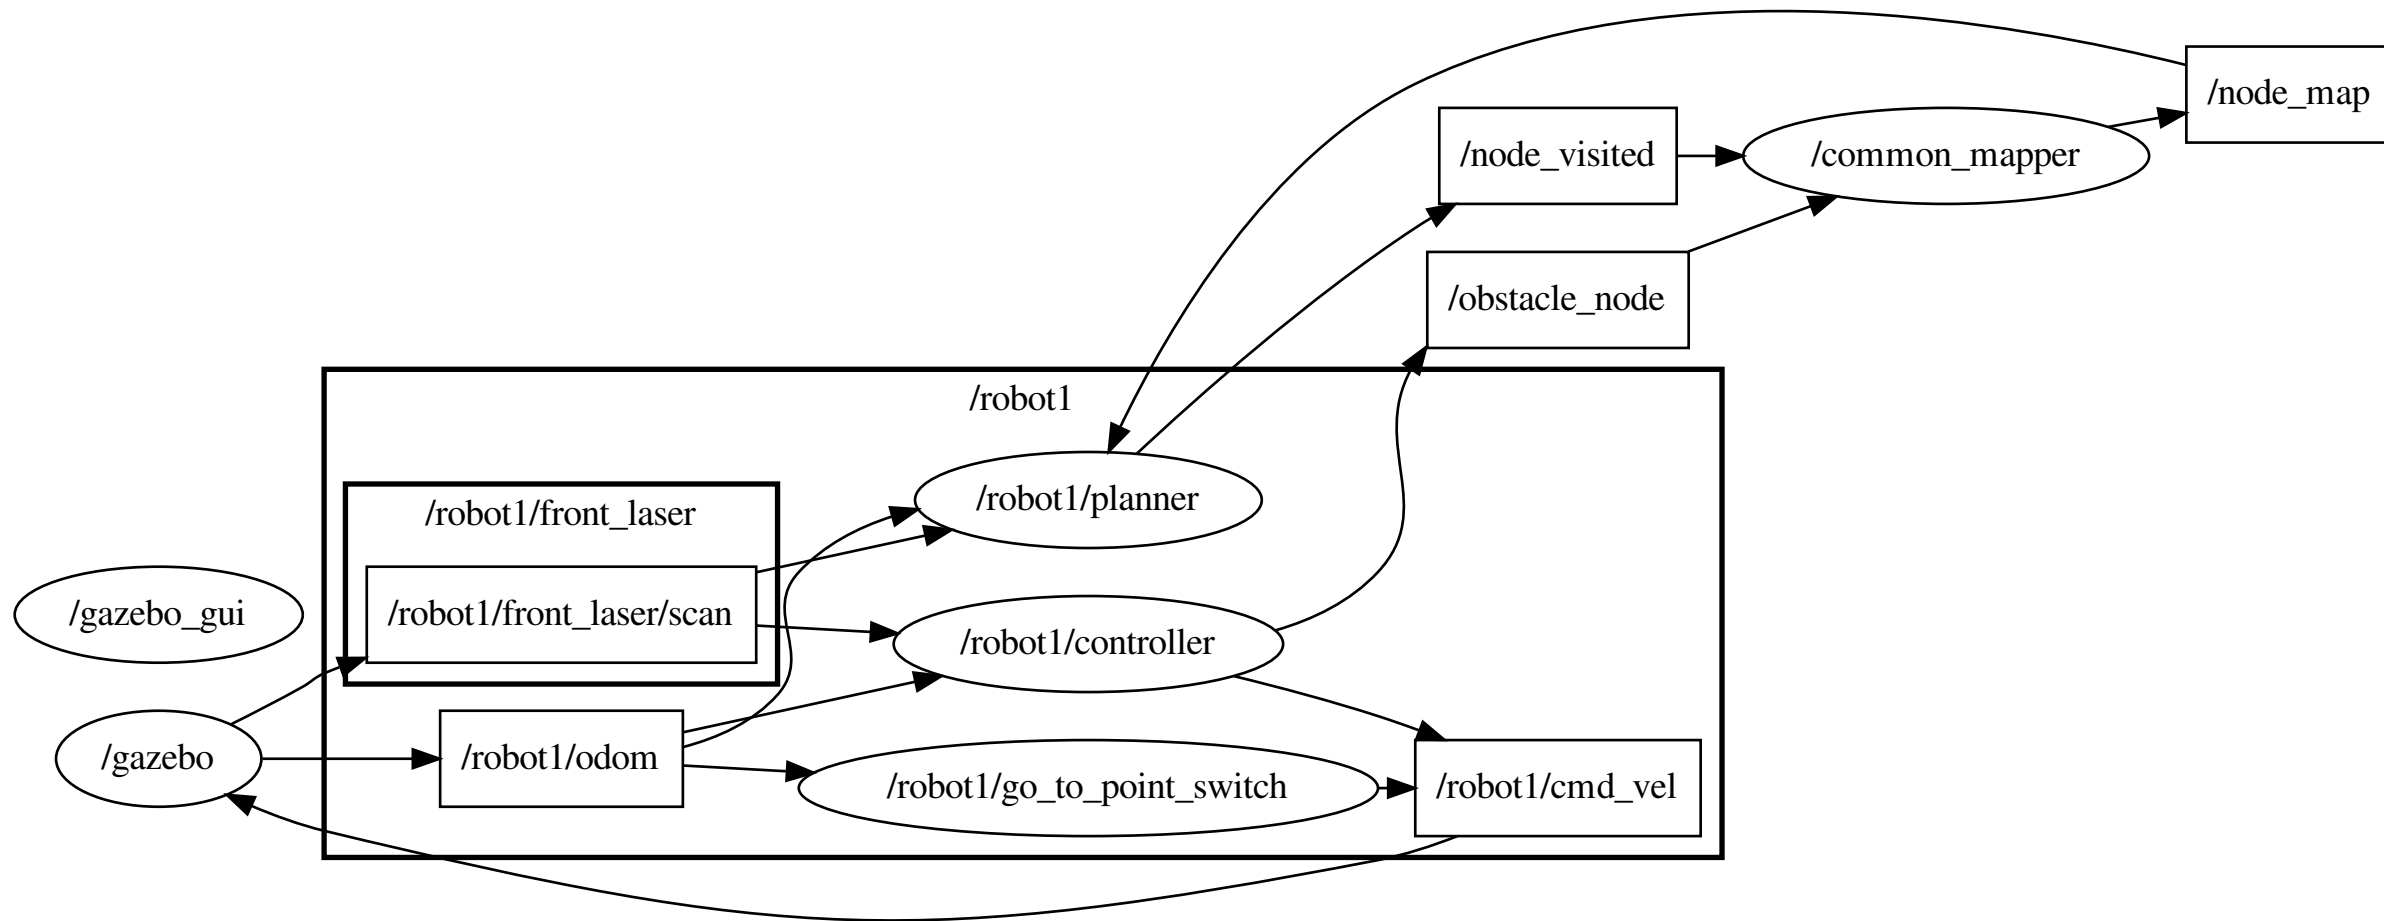 /node_map
/node_visited
/common_mapper
/obstacle_node
/robot1
/robot1/planner
/robot1/front_laser
/robot1/front_laser/scan
/gazebo_gui
/robot1/controller
/gazebo
/robot1/odom
/robot1/go_to_point_switch
/robot1/cmd_vel